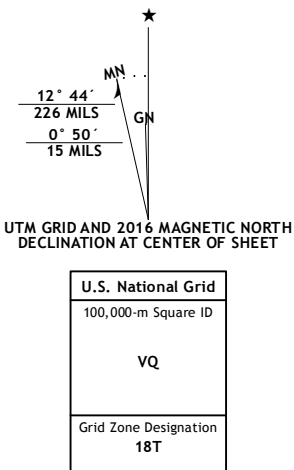 ★
MN
12° 44´
226 MILS
GN
0° 50´
15 MILS
UTM GRID AND 2016 MAGNETIC NORTH
DECLINATION AT CENTER OF SHEET
U.S. National Grid
100,000-m Square ID
VQ
Grid Zone Designation
18T